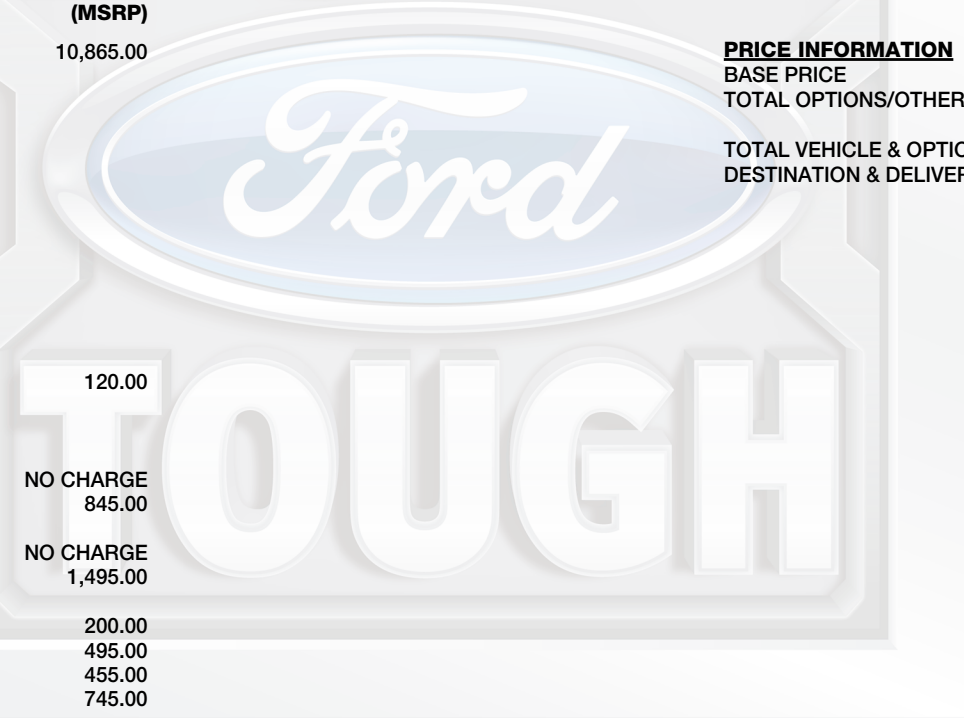 (MSRP)
10,865.00
120.00
NO CHARGE
845.00
NO CHARGE
1,495.00
200.00
495.00
455.00
745.00
PRICE INFORMATION
BASE PRICE
TOTAL OPTIONS/OTHER
TOTAL VEHICLE & OPTIO
DESTINATION & DELIVER
Ford
TOUGH